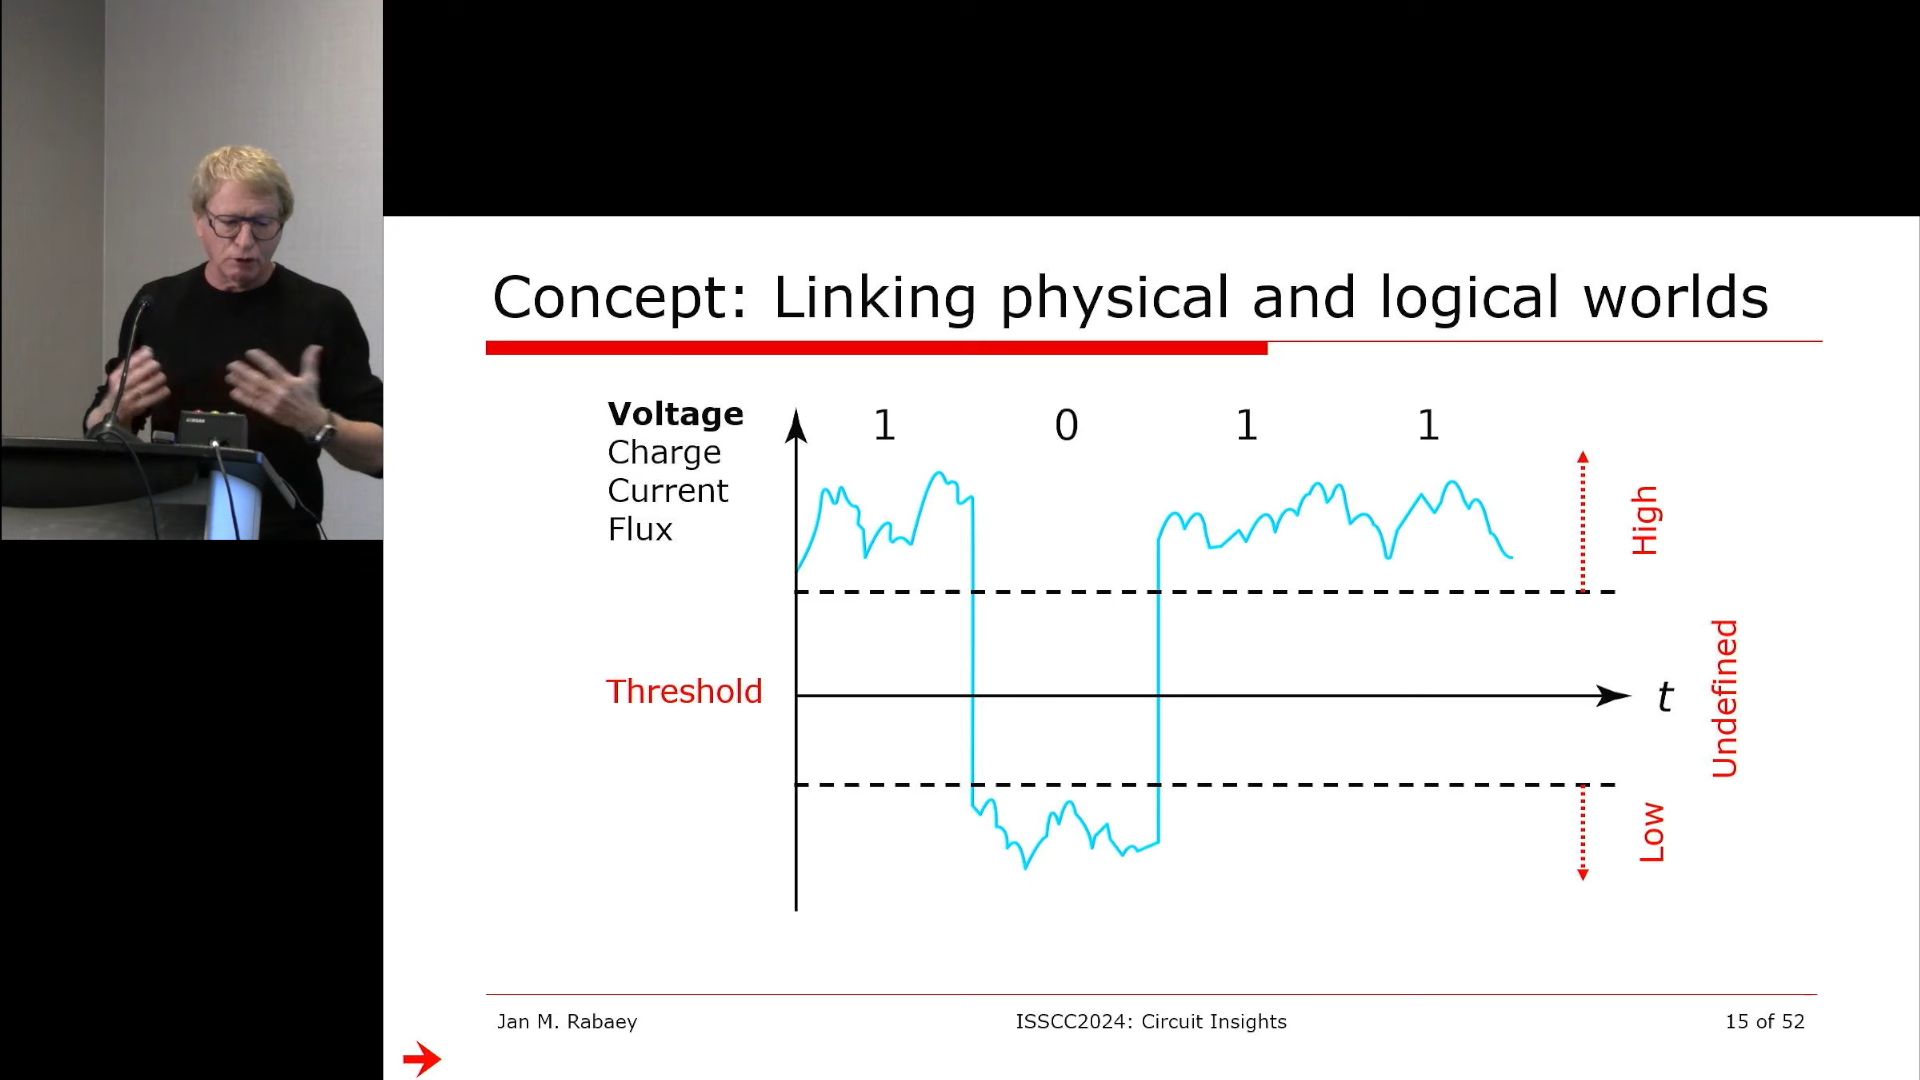 Concept: Linking physical and logical worlds
Voltage
Charge
Current
Flux
1 0 1 1
High
Threshold
t
Undefined
Low
Jan M. Rabaey
ISSCC2024: Circuit Insights
15 of 52